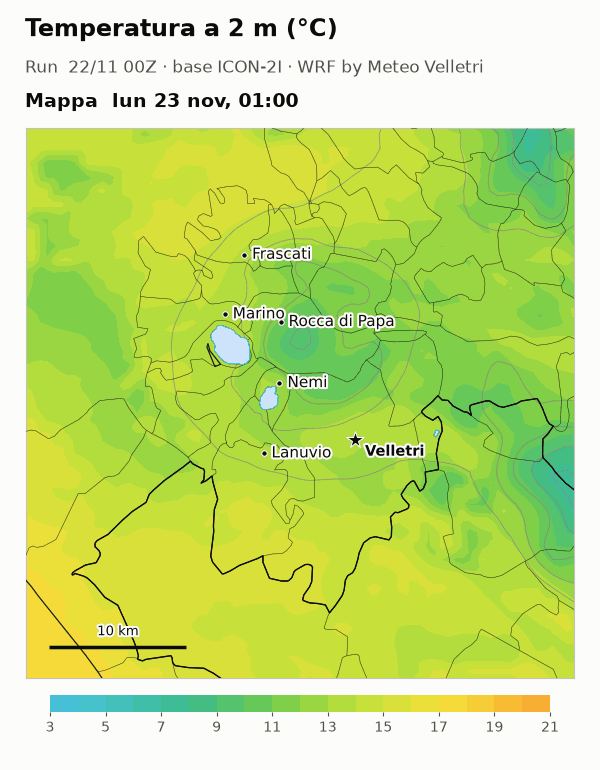 Temperatura a 2 m (°C)
Run  22/11 00Z · base ICON-2I · WRF by Meteo Velletri
Mappa  lun 23 nov, 01:00
Frascati
Marino
Rocca di Papa
Nemi
Velletri
Lanuvio
10 km
3 5 7 9 11 13 15 17 19 21